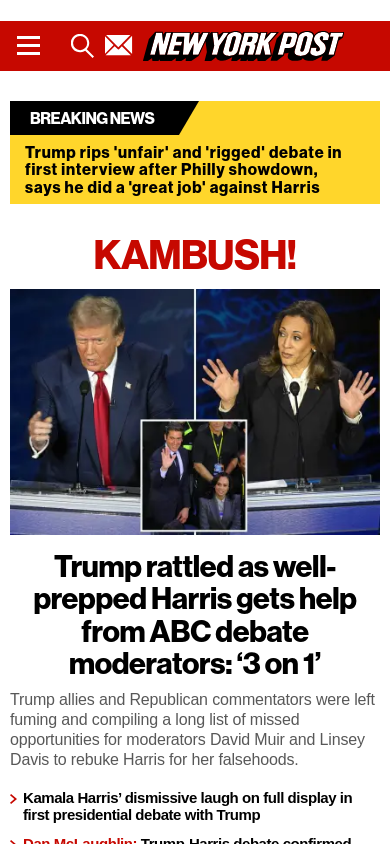 NEW YORK POST
BREAKING NEWS
Trump rips 'unfair' and 'rigged' debate in
first interview after Philly showdown,
says he did a 'great job' against Harris
KAMBUSH!
Trump rattled as well-
prepped Harris gets help
from ABC debate
moderators: ‘3 on 1’
Trump allies and Republican commentators were left
fuming and compiling a long list of missed
opportunities for moderators David Muir and Linsey
Davis to rebuke Harris for her falsehoods.
Kamala Harris’ dismissive laugh on full display in
first presidential debate with Trump
Dan McLaughlin: Trump-Harris debate confirmed